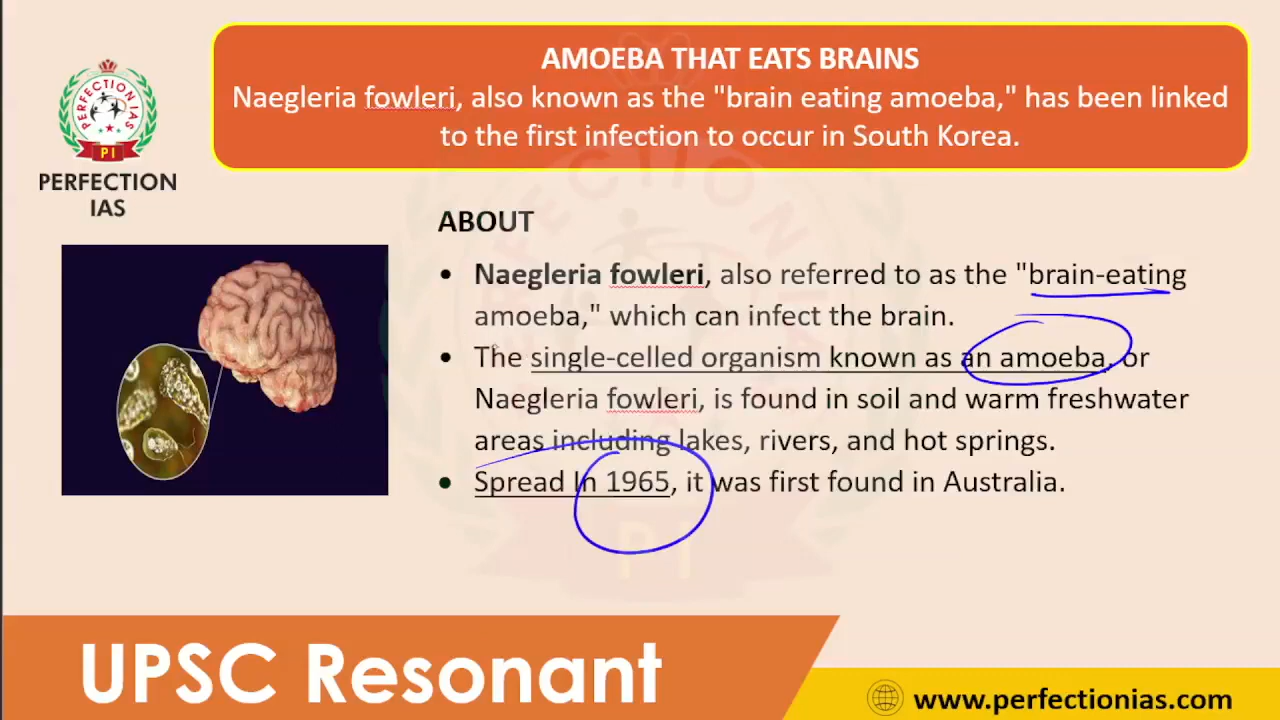 AMOEBA THAT EATS BRAINS
Naegleria fowleri, also known as the "brain eating amoeba," has been linked
to the first infection to occur in South Korea.
PERFECTION IAS
PI
PERFECTION
IAS
ABOUT
• Naegleria fowleri, also referred to as the "brain-eating
amoeba," which can infect the brain.
• The single-celled organism known as an amoeba, or
Naegleria fowleri, is found in soil and warm freshwater
areas including lakes, rivers, and hot springs.
• Spread In 1965, it was first found in Australia.
PERFECTION IAS
PI
UPSC Resonant
www.perfectionias.com